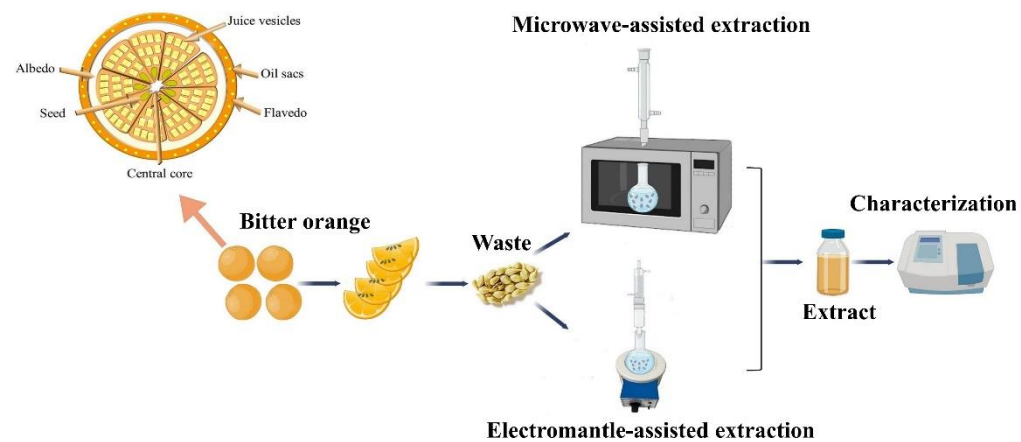 Juice vesicles
Albedo
Oil sacs
Seed
Flavedo
Central core
Microwave-assisted extraction
Bitter orange
Waste
Characterization
Extract
Electromantle-assisted extraction